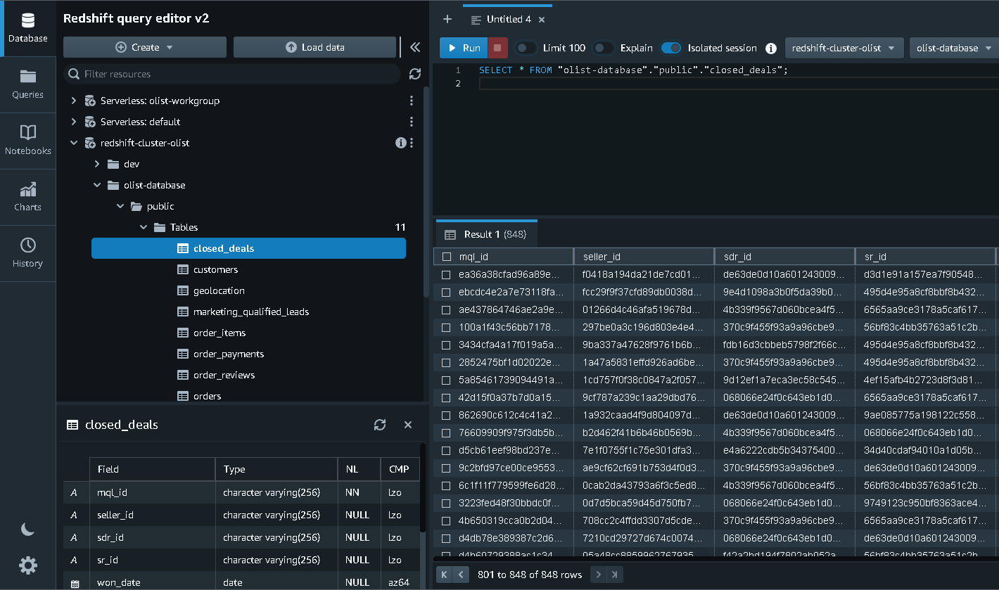 Redshift query editor v2
Database
Queries
Notebooks
Charts
History
Create
Load data
Filter resources
Serverless: olist-workgroup
Serverless: default
redshift-cluster-olist
dev
olist-database
public
Tables 11
closed_deals
customers
geolocation
marketing_qualified_leads
order_items
order_payments
order_reviews
orders
closed_deals
Field Type NL CMP
A mql_id character varying(256) NN lzo
A seller_id character varying(256) NULL lzo
A sdr_id character varying(256) NULL lzo
A sr_id character varying(256) NULL lzo
won_date date NULL az64
Untitled 4
Run Limit 100 Explain Isolated session redshift-cluster-olist olist-database
1 SELECT * FROM "olist-database"."public"."closed_deals";
2
Result 1 (848)
mql_id seller_id sdr_id sr_id
ea36a38cfad96a89e... f0418a194da21de7cd01... de63de0d10a601243009... d3d1e91a157ea7f90548...
ebcdc4e2a7e73118fa... fcc29f9f37cfd89db0038d... 9e4d1098a3b0f5da39b0... 495d4e95a8cf8bbf8b432...
ae437864746ae2a9e... 01266d4c46afa519678d... 4b339f9567d060bcea4f5... 6565aa9ce3178a5caf617...
100a1f43c56bb7178... 297be0a3c196d803e4e4... 370c9f455f93a9a96cbe9... 56bf83c4bb35763a51c2b...
3434cfa4a17f019a5a... 9ba337a47628f9761b6b... fdb16d3cbbeb5798f2f66c... 495d4e95a8cf8bbf8b432...
2852475bf1d02022e... 1a47a5831effd926ad6be... 370c9f455f93a9a96cbe9... 495d4e95a8cf8bbf8b432...
5a85461739094491a... 1cd757f0f38c0847a2f057... 9d12ef1a7eca3ec58c545... 4ef15afb4b2723d8f3d81...
42d15f0a37b7d0a15... 9cf787a239c1aa29dbd76... 068066e24f0c643eb1d0... 6565aa9ce3178a5caf617...
862690c612c4c41a2... 1a932caad4f9d804097d... de63de0d10a601243009... 9ae085775a198122c558...
76609909f975f3db5b... b2d462f41b6b46b0569b... 4b339f9567d060bcea4f5... 068066e24f0c643eb1d0...
d5cb61eef98bd237e... 7e1f0755f1c75e301dfa3... e4a6222cdb5b34375400... 34d40cdaf94010a1d05b...
9c2bfd97ce00ce9553... ae9cf62cf691b753d4f0d3... 370c9f455f93a9a96cbe9... de63de0d10a601243009...
6c1f11f779599fe6d28... 0cab2da43793a6f3c5ed8... 4b339f9567d060bcea4f5... 56bf83c4bb35763a51c2b...
3223fed48f30bbdc0f... 0d7d5bca59d45d750fb7... 068066e24f0c643eb1d0... 9749123c950bf8363ace4...
4b650319cca0b2d04... 708cc2c4ffdd3307d5cde... 370c9f455f93a9a96cbe9... 6565aa9ce3178a5caf617...
d4db78e389387c2d6... 7210cd29727d674c0074... 068066e24f0c643eb1d0... de63de0d10a601243009...
801 to 848 of 848 rows